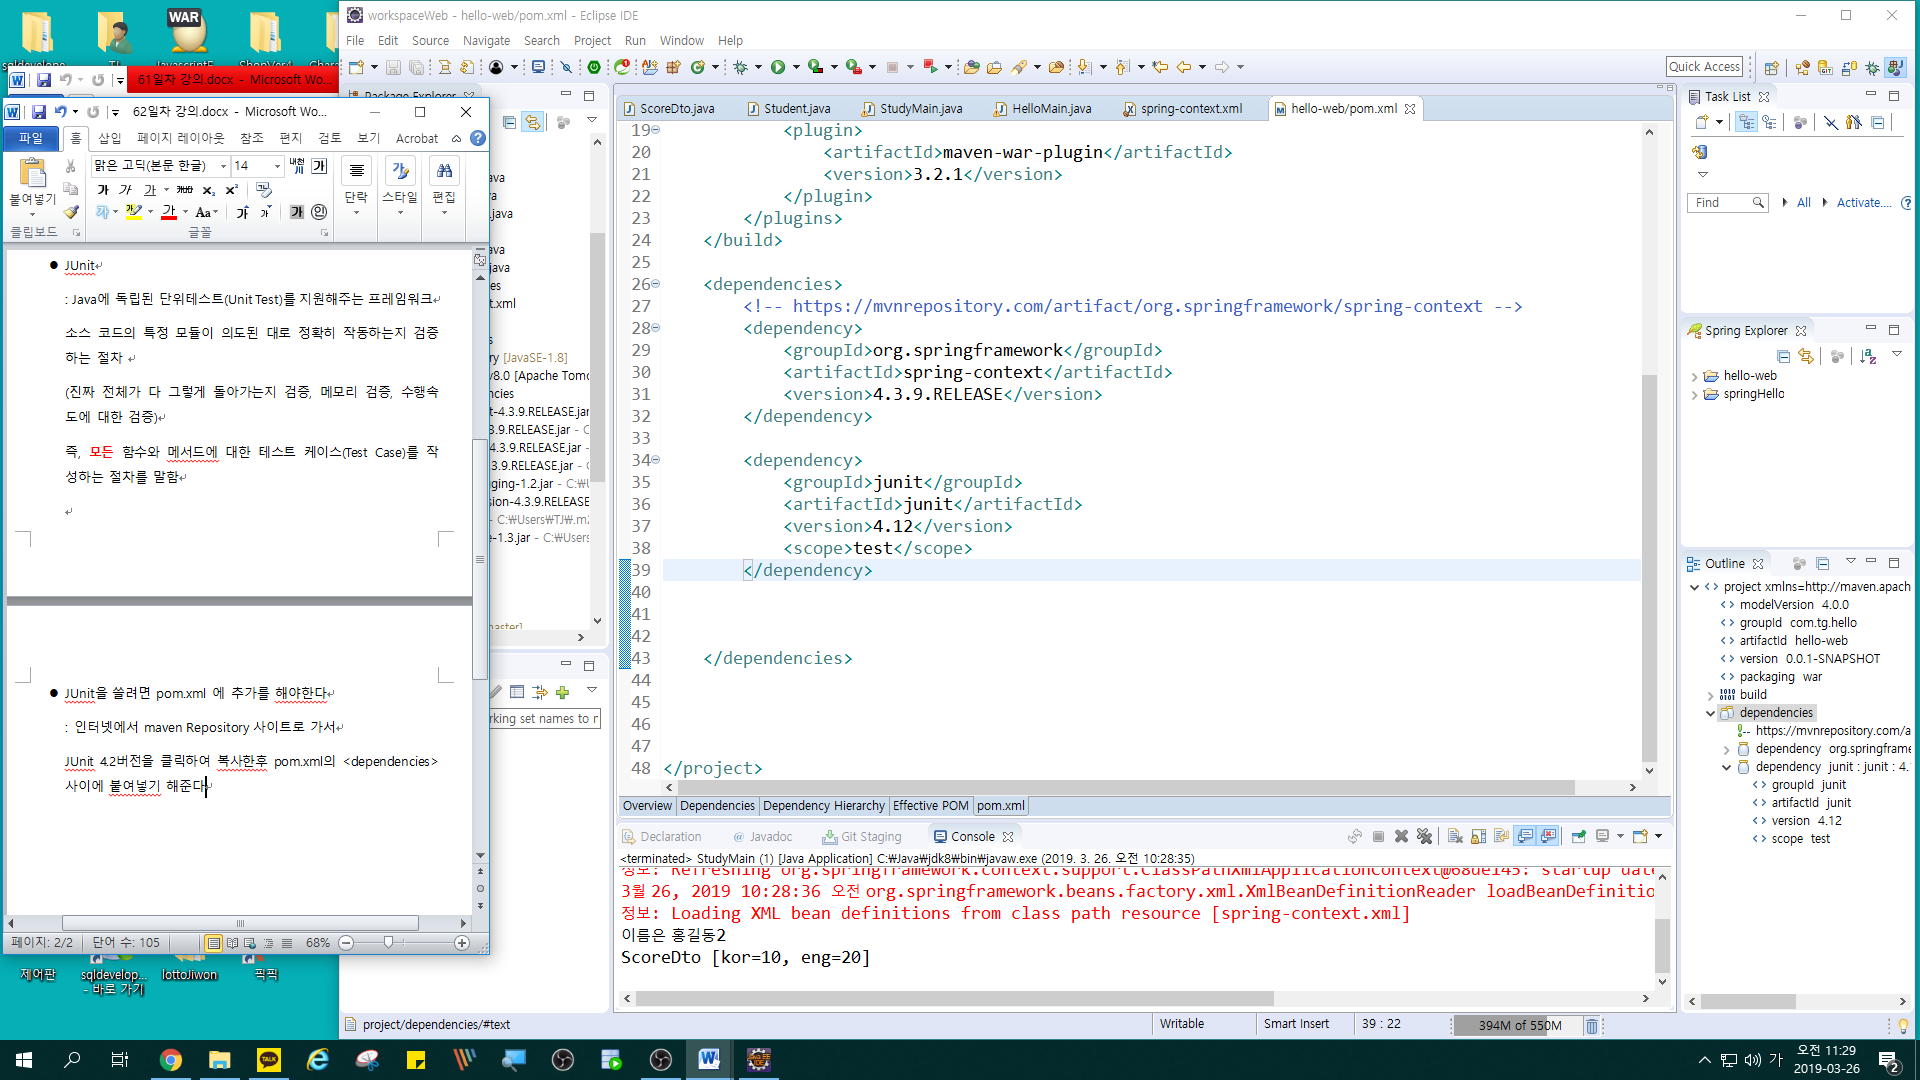 workspaceWeb - hello-web/pom.xml - Eclipse IDE
File Edit Source Navigate Search Project Run Window Help
Quick Access
WAR
61일차 강의.docx - Microsoft Wo...
62일차 강의.docx - Microsoft Wo...
파일 홈 삽입 페이지 레이아웃 참조 편지 검토 보기 Acrobat
맑은 고딕(본문 한글) 14
붙여넣기
단락 스타일 편집
클립보드 글꼴
JUnit
: Java에 독립된 단위테스트(Unit Test)를 지원해주는 프레임워크
소스 코드의 특정 모듈이 의도된 대로 정확히 작동하는지 검증
하는 절차
(진짜 전체가 다 그렇게 돌아가는지 검증, 메모리 검증, 수행속
도에 대한 검증)
즉, 모든 함수와 메서드에 대한 테스트 케이스(Test Case)를 작
성하는 절차를 말함
JUnit을 쓸려면 pom.xml 에 추가를 해야한다
: 인터넷에서 maven Repository 사이트로 가서
JUnit 4.2버전을 클릭하여 복사한후 pom.xml의 <dependencies>
사이에 붙여넣기 해준다
페이지: 2/2 단어 수: 105 68%
제어판
sqldevelop... - 바로 가기
lottoJiwon
픽픽
Package Explorer
[JavaSE-1.8]
v8.0 [Apache Tomc
t-4.3.9.RELEASE.jar
.4.3.9.RELEASE.jar - C
4.3.9.RELEASE.jar - C
.3.9.RELEASE.jar - C:₩
ging-1.2.jar - C:₩U
sion-4.3.9.RELEASE
- C:₩Users₩TJ₩.m2
e-1.3.jar - C:₩Users
rking set names to r
ScoreDto.java Student.java StudyMain.java HelloMain.java spring-context.xml hello-web/pom.xml
19 <plugin>
20 <artifactId>maven-war-plugin</artifactId>
21 <version>3.2.1</version>
22 </plugin>
23 </plugins>
24 </build>
25
26 <dependencies>
27 <!-- https://mvnrepository.com/artifact/org.springframework/spring-context -->
28 <dependency>
29 <groupId>org.springframework</groupId>
30 <artifactId>spring-context</artifactId>
31 <version>4.3.9.RELEASE</version>
32 </dependency>
33
34 <dependency>
35 <groupId>junit</groupId>
36 <artifactId>junit</artifactId>
37 <version>4.12</version>
38 <scope>test</scope>
39 </dependency>
40
41
42
43 </dependencies>
44
45
46
47
48 </project>
Overview Dependencies Dependency Hierarchy Effective POM pom.xml
Declaration Javadoc Git Staging Console
<terminated> StudyMain (1) [Java Application] C:₩Java₩jdk8₩bin₩javaw.exe (2019. 3. 26. 오전 10:28:35)
정보: Refreshing org.springframework.context.support.ClassPathXmlApplicationContext@68de145: startup date
3월 26, 2019 10:28:36 오전 org.springframework.beans.factory.xml.XmlBeanDefinitionReader loadBeanDefinitio
정보: Loading XML bean definitions from class path resource [spring-context.xml]
이름은 홍길동2
ScoreDto [kor=10, eng=20]
project/dependencies/#text Writable Smart Insert 39 : 22 394M of 550M
Task List
Find All Activate...
Spring Explorer
hello-web
springHello
Outline
project xmlns=http://maven.apach
modelVersion 4.0.0
groupId com.tg.hello
artifactId hello-web
version 0.0.1-SNAPSHOT
packaging war
build
dependencies
https://mvnrepository.com/a
dependency org.springframe
dependency junit : junit : 4.
groupId junit
artifactId junit
version 4.12
scope test
TALK
가 오전 11:29
2019-03-26
2